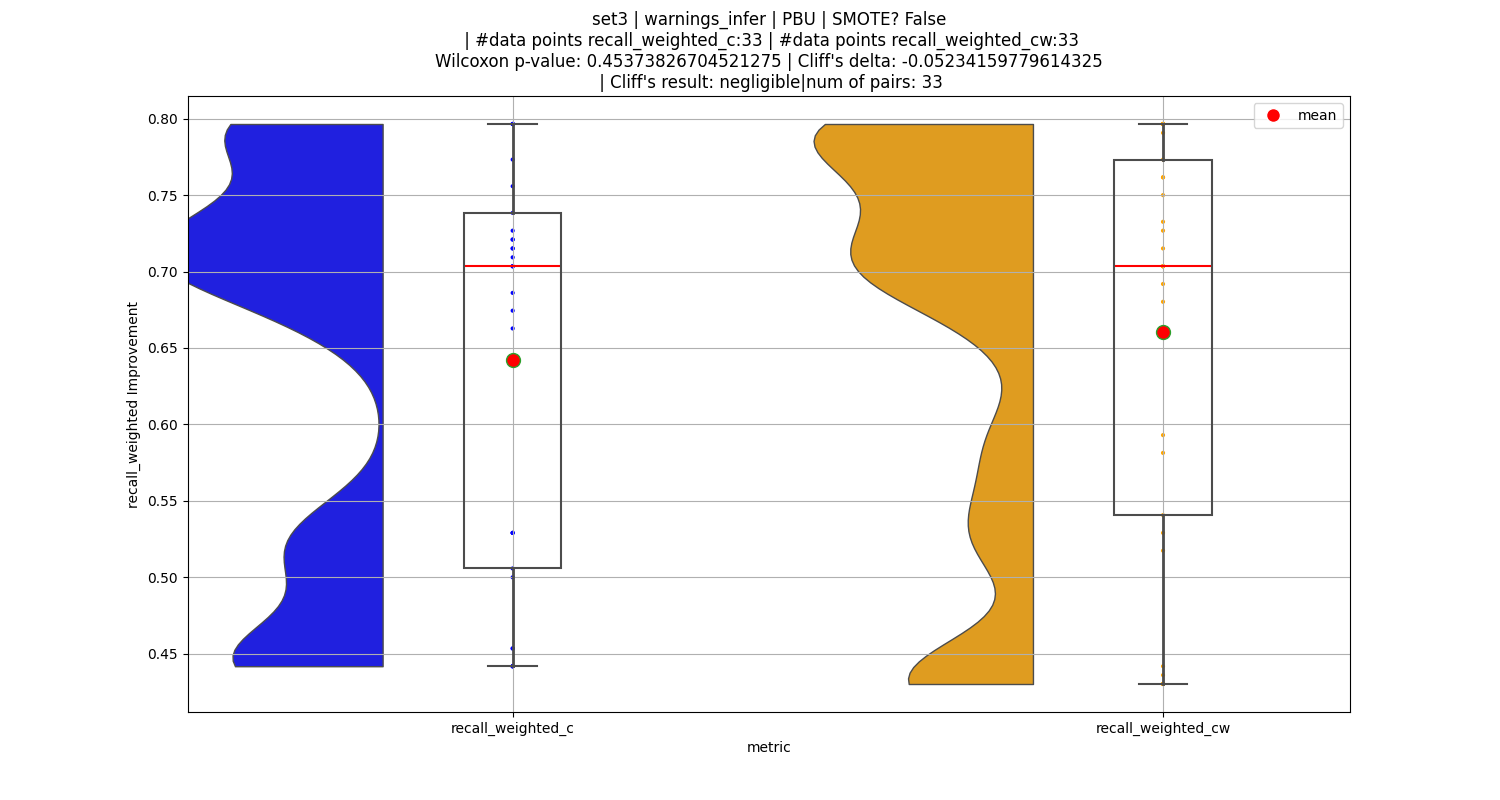 set3 | warnings_infer | PBU | SMOTE? False
| #data points recall_weighted_c:33 | #data points recall_weighted_cw:33
Wilcoxon p-value: 0.45373826704521275 | Cliff's delta: -0.05234159779614325
| Cliff's result: negligible|num of pairs: 33
mean
0.80
0.75
0.70
0.65
0.60
0.55
0.50
0.45
recall_weighted Improvement
recall_weighted_c
recall_weighted_cw
metric